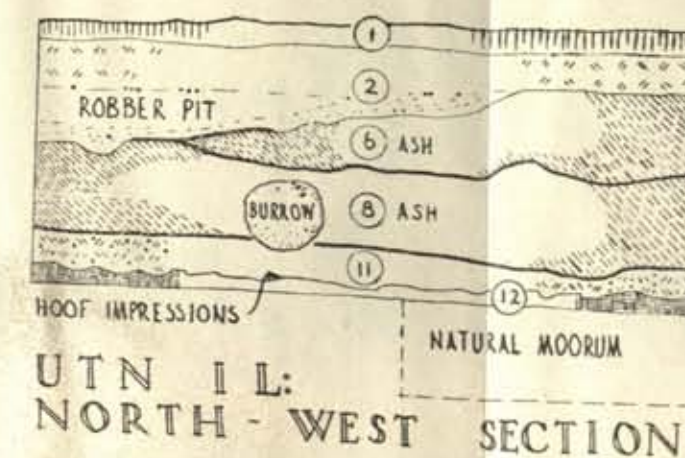 1
2
ROBBER PIT
6 ASH
BURROW
8 ASH
11
12
HOOF IMPRESSIONS
NATURAL MOORUM
UTN I L:
NORTH-WEST SECTION